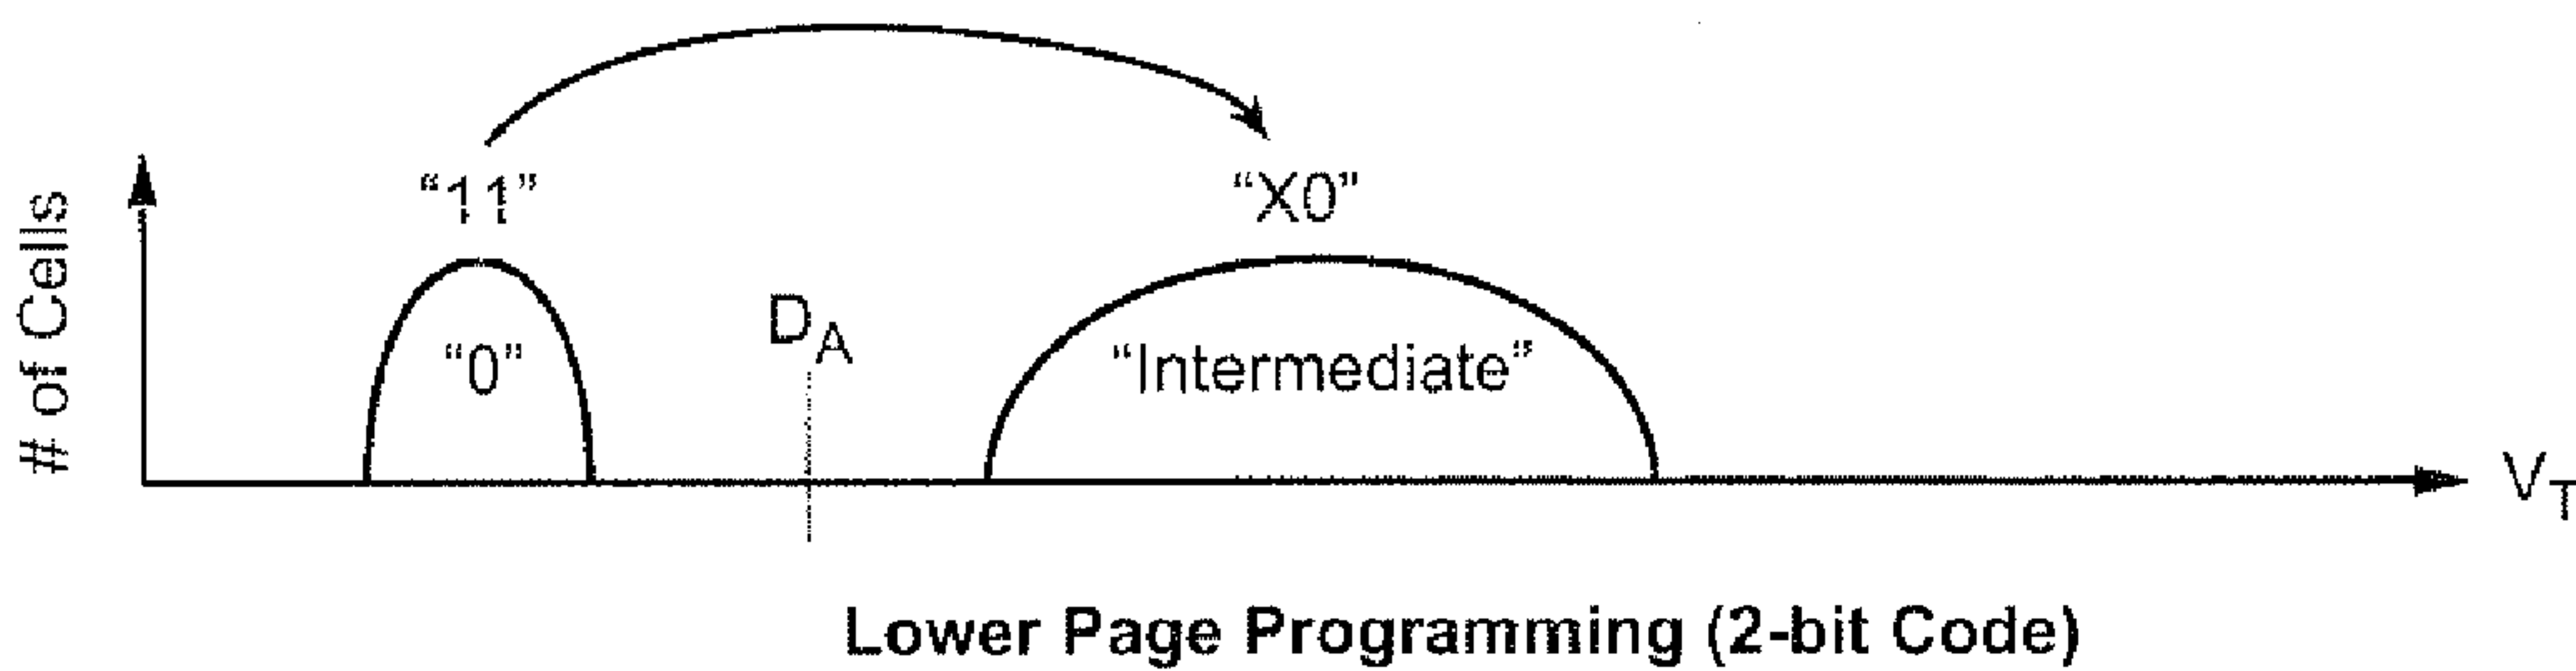 “11”
“X0”
# of Cells
“0”
DA
“Intermediate”
VT
Lower Page Programming (2-bit Code)